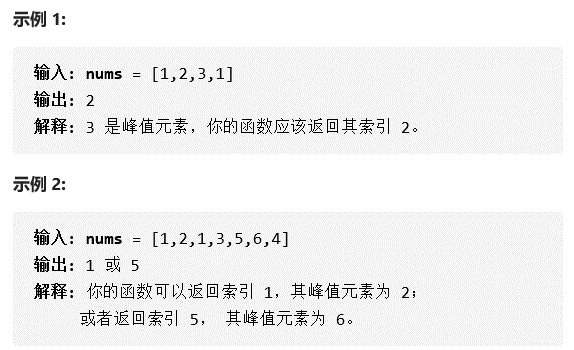 示例 1:
输入：nums = [1,2,3,1]
输出：2
解释：3 是峰值元素，你的函数应该返回其索引 2。
示例 2:
输入：nums = [1,2,1,3,5,6,4]
输出：1 或 5
解释：你的函数可以返回索引 1，其峰值元素为 2；
或者返回索引 5， 其峰值元素为 6。